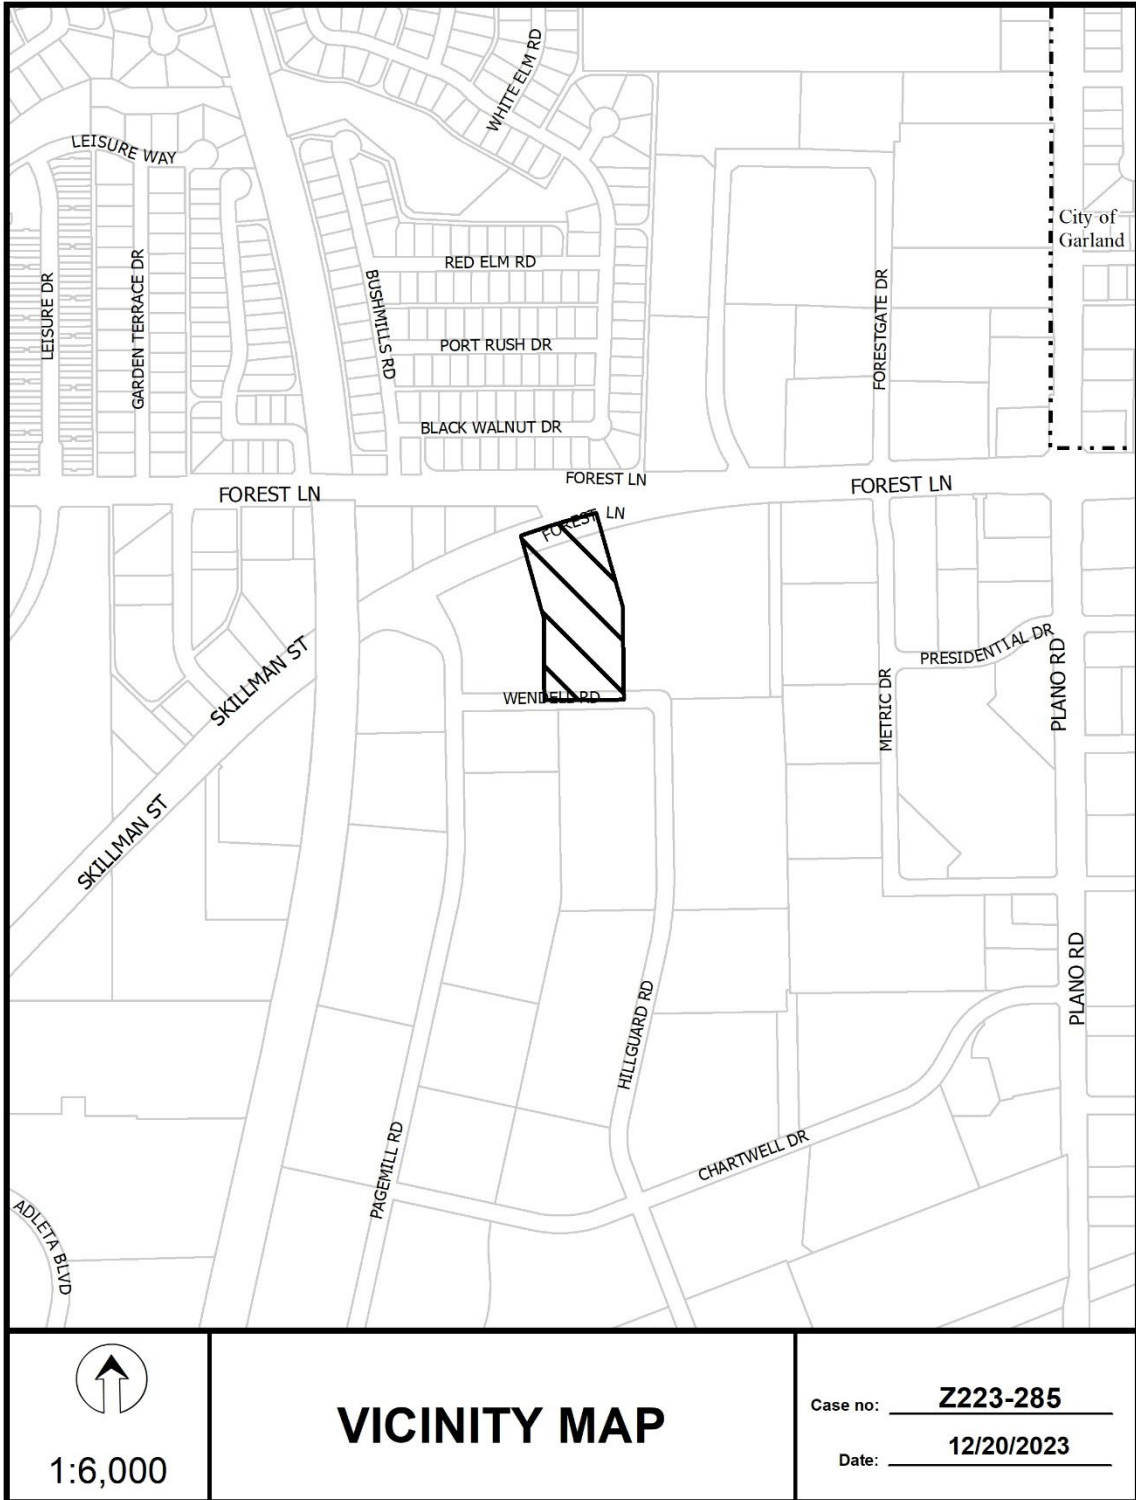 WHITE ELM RD
LEISURE WAY
City of
Garland
RED ELM RD
LEISURE DR
GARDEN TERRACE DR
BUSHMILLS RD
FORESTGATE DR
PORT RUSH DR
BLACK WALNUT DR
FOREST LN
FOREST LN
FOREST LN
FOREST LN
SKILLMAN ST
PRESIDENTIAL DR
PLANO RD
WENDELL RD
METRIC DR
SKILLMAN ST
PLANO RD
HILLGUARD RD
CHARTWELL DR
PAGEMILL RD
ADLETA BLVD
1:6,000
VICINITY MAP
Case no: Z223-285
Date: 12/20/2023